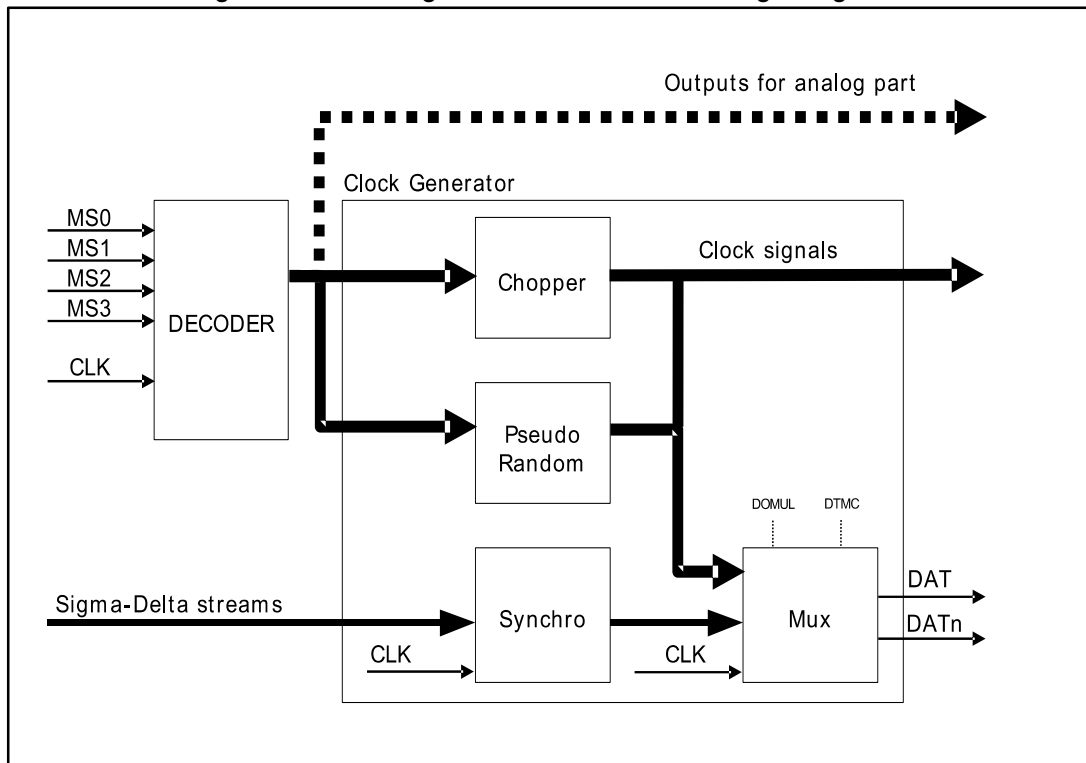 Outputs for analog part
Clock Generator
MS0
MS1
MS2
MS3
CLK
DECODER
Chopper
Clock signals
Pseudo
Random
DOMUL
DTMC
Sigma-Delta streams
Synchro
CLK
CLK
Mux
DAT
DATn